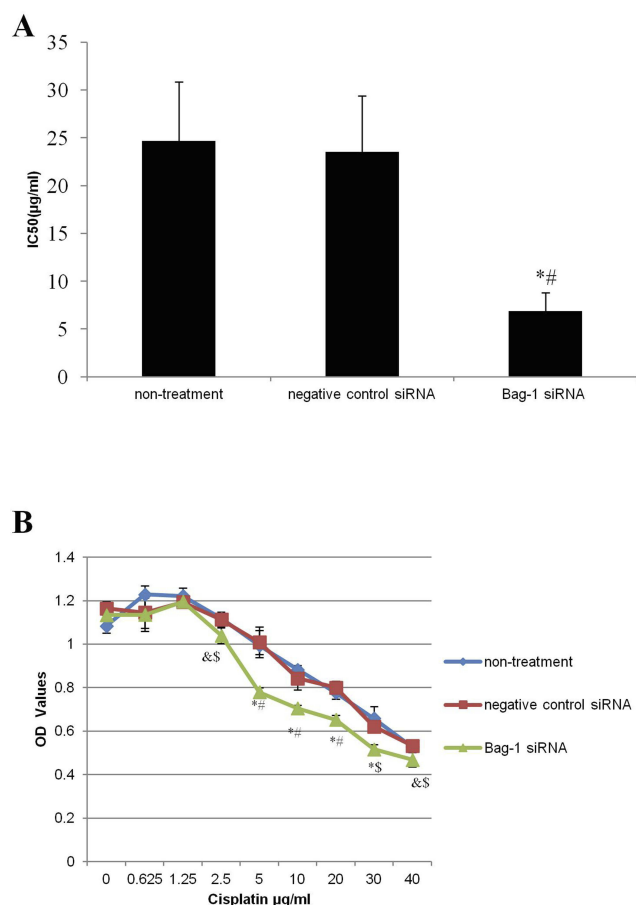 A
35
30
25
20
15
10
5
0
IC50(µg/ml)
*#
non-treatment negative control siRNA Bag-1 siRNA
B
1.4
1.2
1
0.8
0.6
0.4
0.2
0
OD Values
&$
*#
*#
*#
*$
&$
0 0.625 1.25 2.5 5 10 20 30 40
Cisplatin µg/ml
non-treatment
negative control siRNA
Bag-1 siRNA